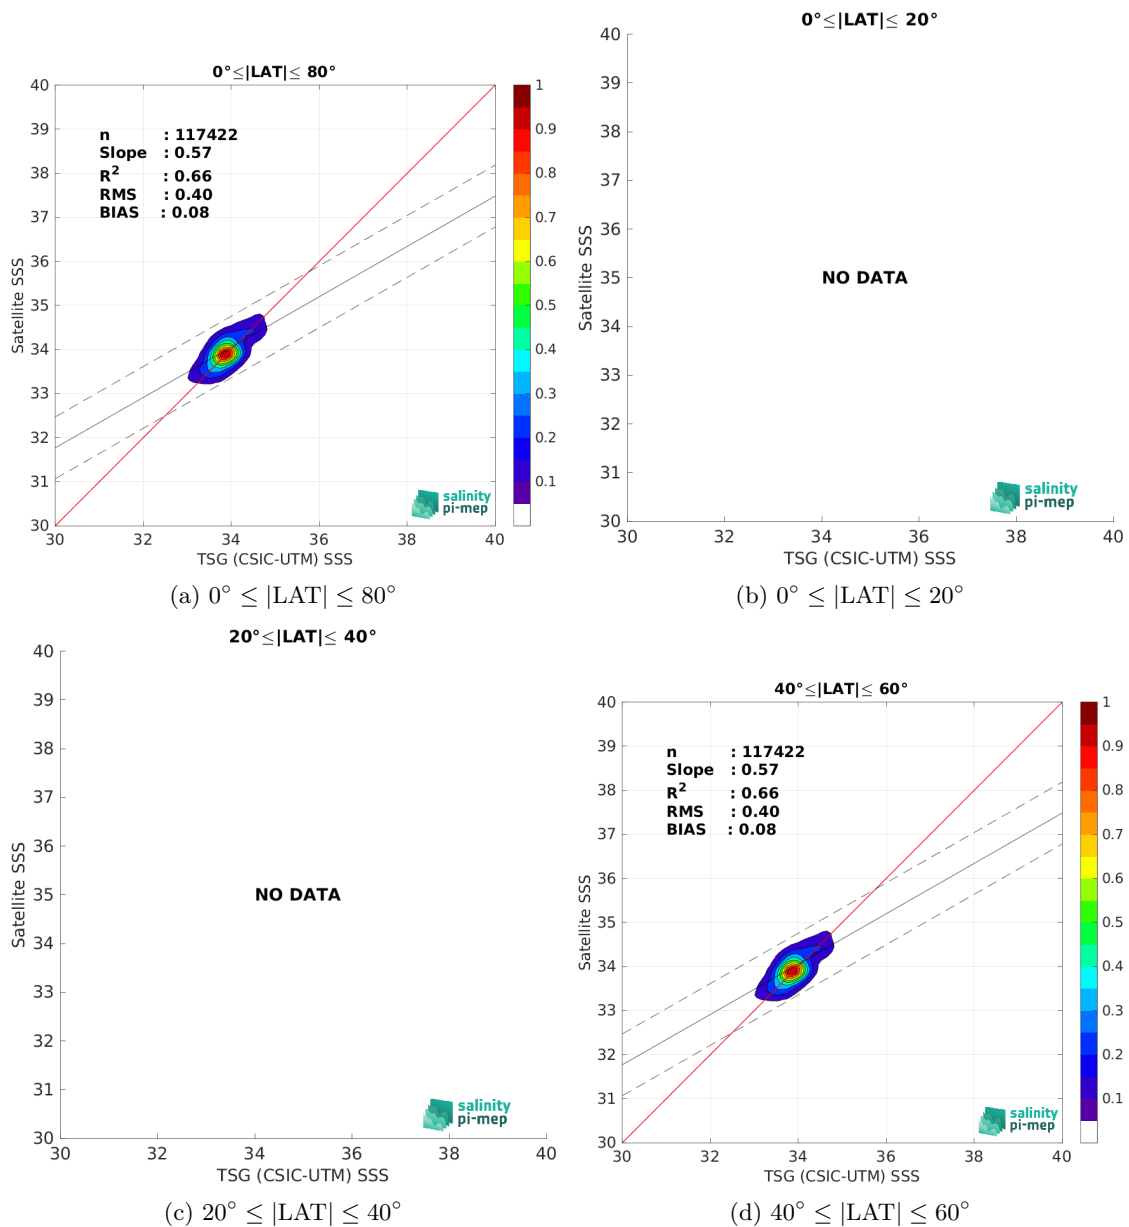 0°≤|LAT|≤ 80°
40
39
38
37
36
35
34
33
32
31
30
Satellite SSS
n : 117422
Slope : 0.57
R² : 0.66
RMS : 0.40
BIAS : 0.08
1
0.9
0.8
0.7
0.6
0.5
0.4
0.3
0.2
0.1
salinity
pi-mep
30 32 34 36 38 40
TSG (CSIC-UTM) SSS
(a) 0° ≤ |LAT| ≤ 80°
0°≤|LAT|≤ 20°
40
39
38
37
36
35
34
33
32
31
30
Satellite SSS
NO DATA
salinity
pi-mep
30 32 34 36 38 40
TSG (CSIC-UTM) SSS
(b) 0° ≤ |LAT| ≤ 20°
20°≤|LAT|≤ 40°
40
39
38
37
36
35
34
33
32
31
30
Satellite SSS
NO DATA
salinity
pi-mep
30 32 34 36 38 40
TSG (CSIC-UTM) SSS
(c) 20° ≤ |LAT| ≤ 40°
40°≤|LAT|≤ 60°
40
39
38
37
36
35
34
33
32
31
30
Satellite SSS
n : 117422
Slope : 0.57
R² : 0.66
RMS : 0.40
BIAS : 0.08
1
0.9
0.8
0.7
0.6
0.5
0.4
0.3
0.2
0.1
salinity
pi-mep
30 32 34 36 38 40
TSG (CSIC-UTM) SSS
(d) 40° ≤ |LAT| ≤ 60°